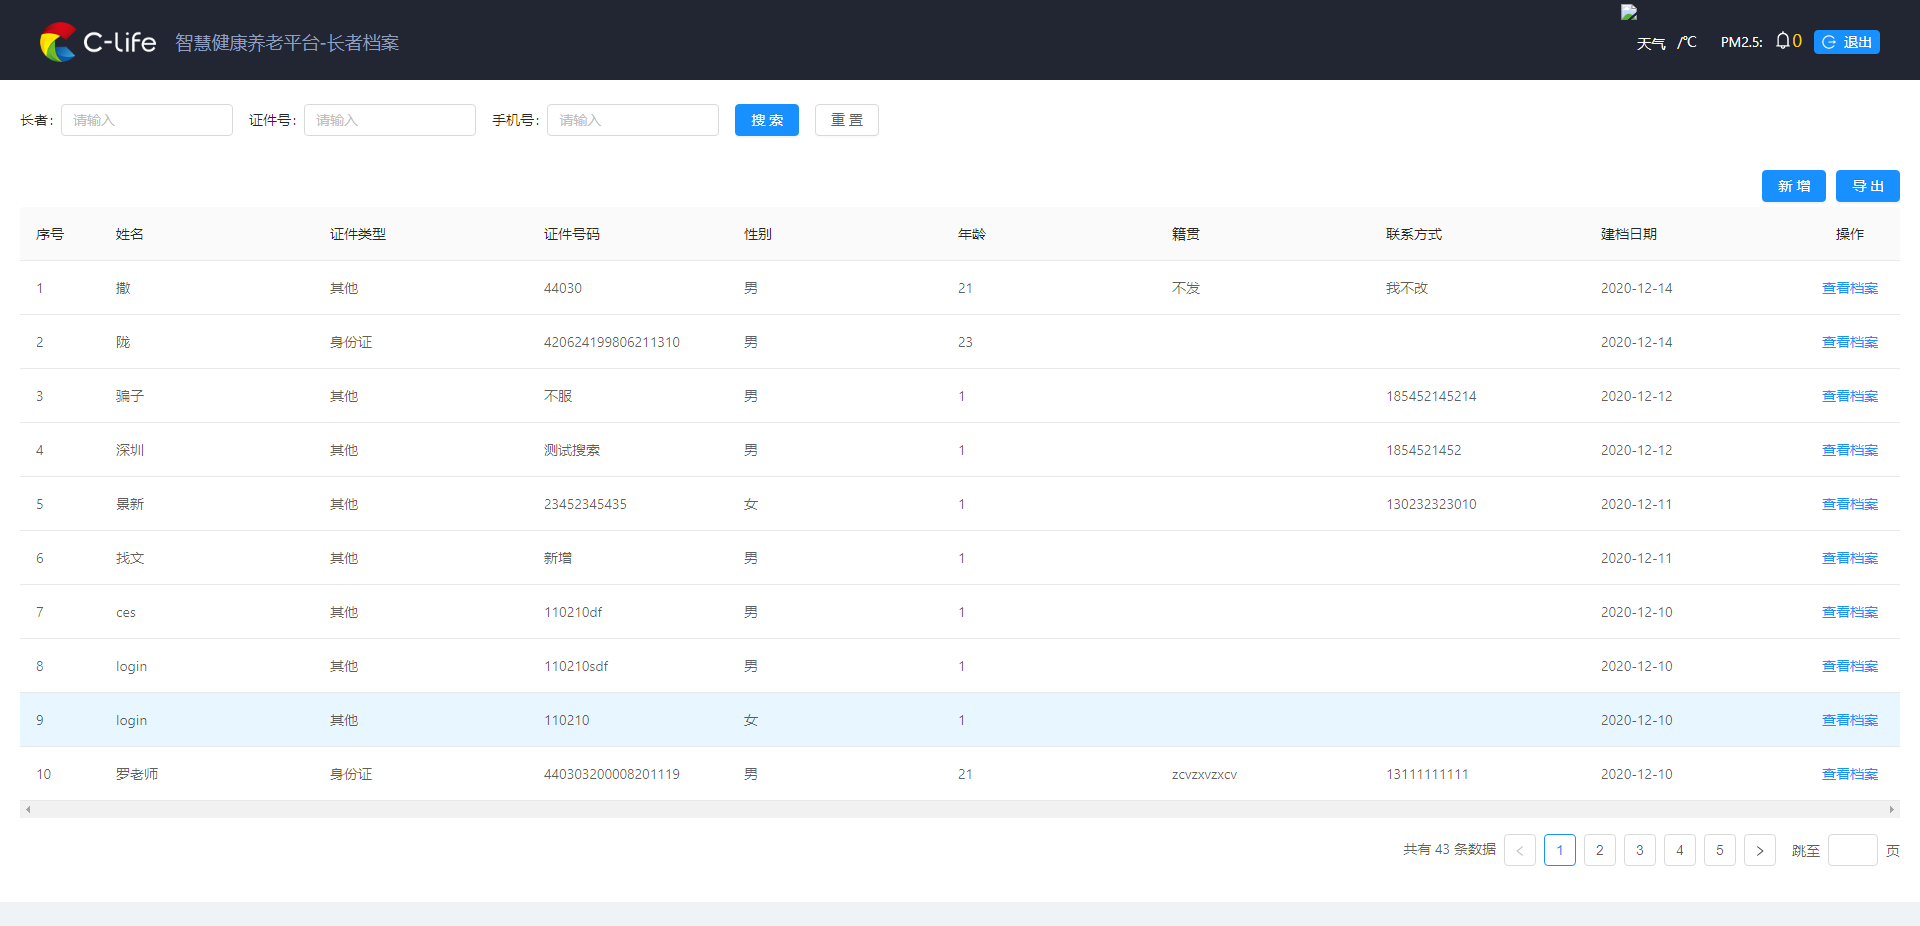 C-life 智慧健康养老平台-长者档案 天气 /℃ PM2.5: 0 退出
长者: 请输入 证件号: 请输入 手机号: 请输入 搜 索 重 置
新 增 导 出
序号 姓名 证件类型 证件号码 性别 年龄 籍贯 联系方式 建档日期 操作
1 撒 其他 44030 男 21 不发 我不改 2020-12-14 查看档案
2 陇 身份证 420624199806211310 男 23 2020-12-14 查看档案
3 骗子 其他 不服 男 1 185452145214 2020-12-12 查看档案
4 深圳 其他 测试搜索 男 1 1854521452 2020-12-12 查看档案
5 景新 其他 23452345435 女 1 130232323010 2020-12-11 查看档案
6 找文 其他 新增 男 1 2020-12-11 查看档案
7 ces 其他 110210df 男 1 2020-12-10 查看档案
8 login 其他 110210sdf 男 1 2020-12-10 查看档案
9 login 其他 110210 女 1 2020-12-10 查看档案
10 罗老师 身份证 440303200008201119 男 21 zcvzxvzxcv 13111111111 2020-12-10 查看档案
共有 43 条数据 < 1 2 3 4 5 > 跳至 页